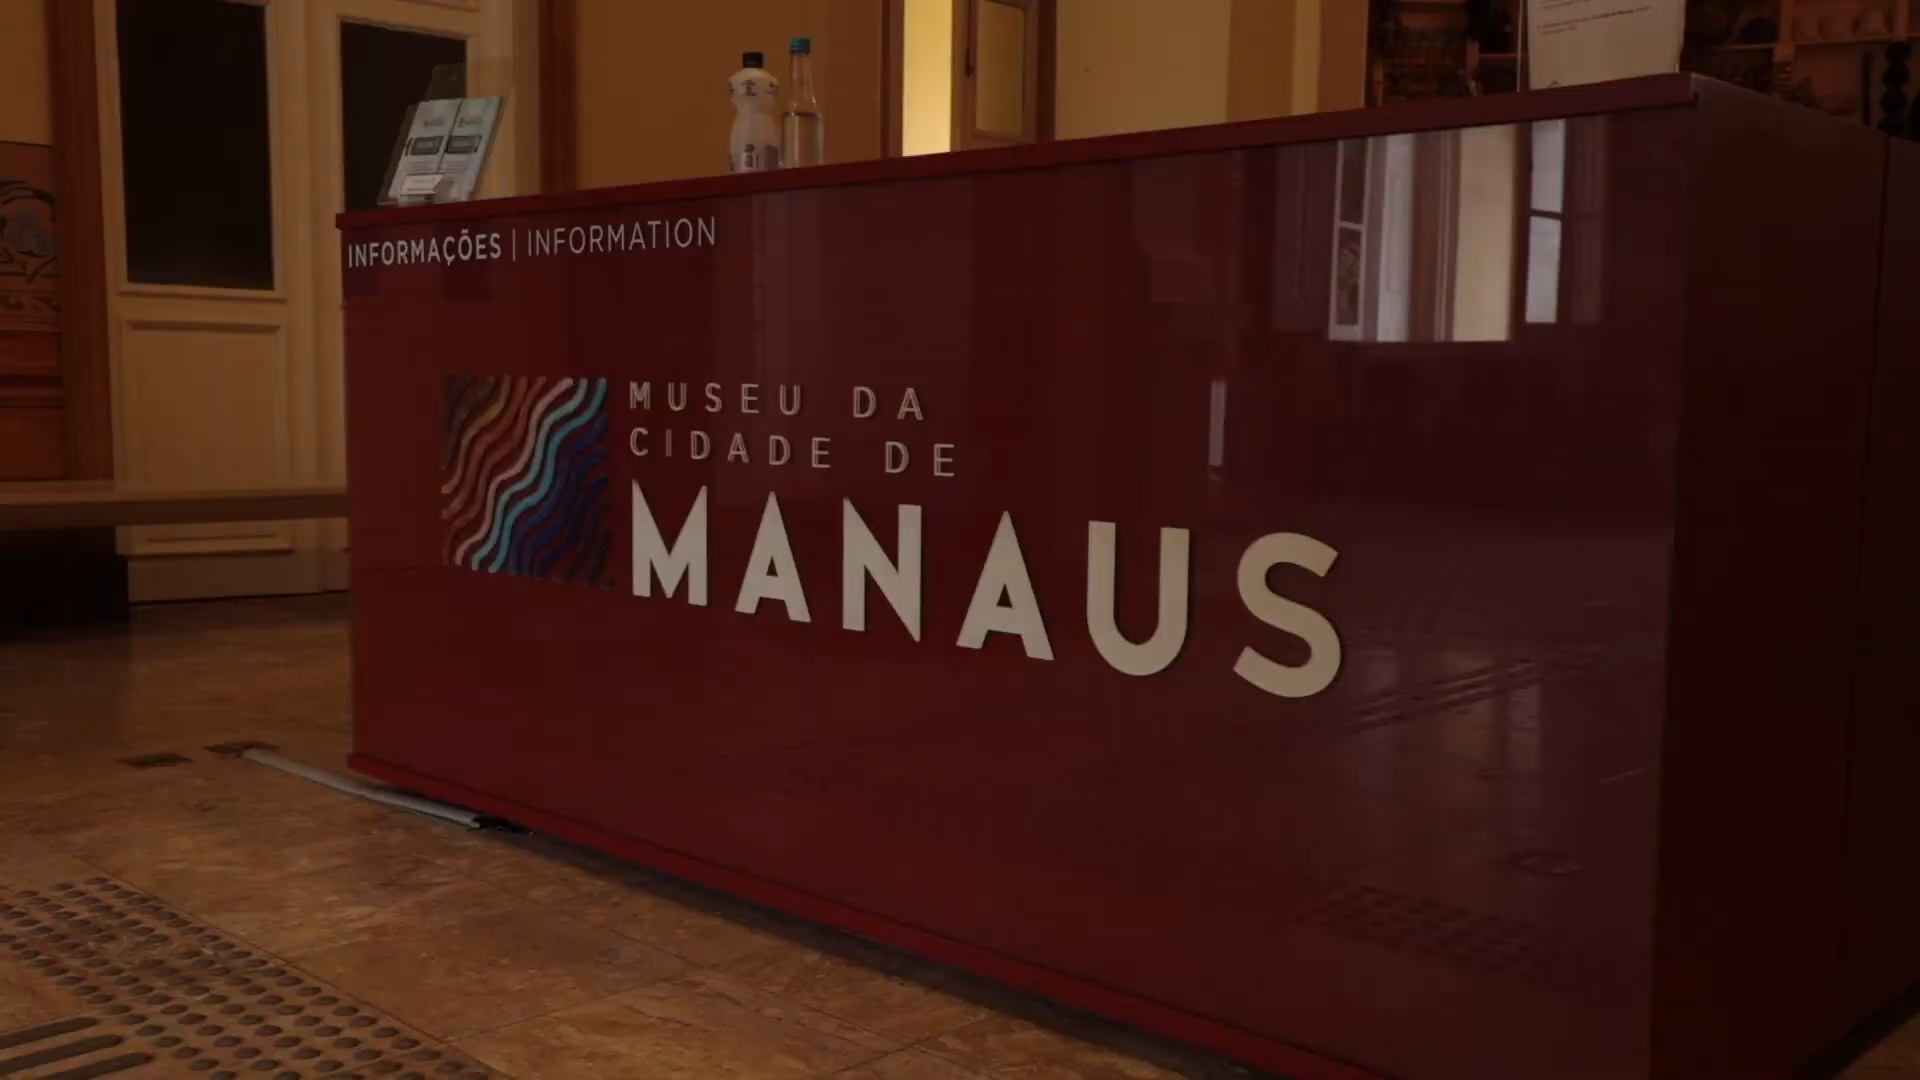 INFORMAÇÕES | INFORMATION
MUSEU DA
CIDADE DE
MANAUS